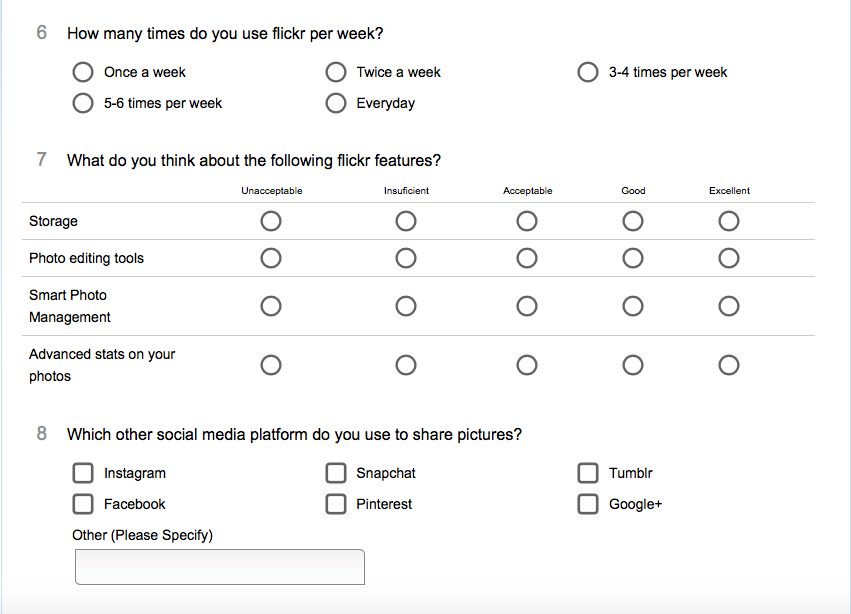 6 How many times do you use flickr per week?
Once a week Twice a week 3-4 times per week
5-6 times per week Everyday
7 What do you think about the following flickr features?
Unacceptable Insuficient Acceptable Good Excellent
Storage
Photo editing tools
Smart Photo
Management
Advanced stats on your
photos
8 Which other social media platform do you use to share pictures?
Instagram Snapchat Tumblr
Facebook Pinterest Google+
Other (Please Specify)